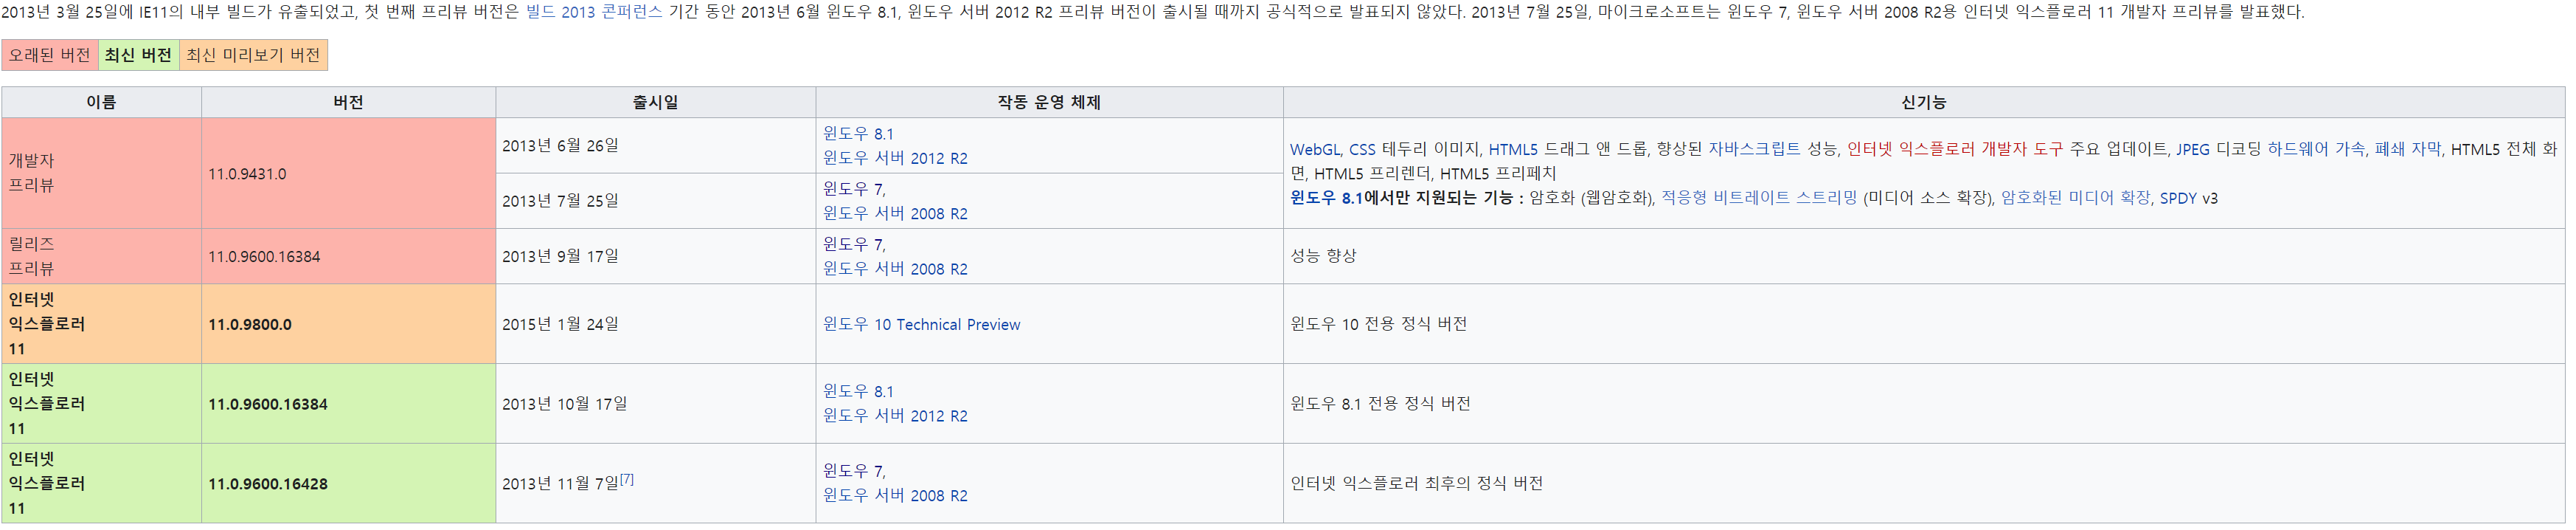 2013년 3월 25일에 IE11의 내부 빌드가 유출되었고, 첫 번째 프리뷰 버전은 빌드 2013 콘퍼런스 기간 동안 2013년 6월 윈도우 8.1, 윈도우 서버 2012 R2 프리뷰 버전이 출시될 때까지 공식적으로 발표되지 않았다. 2013년 7월 25일, 마이크로소프트는 윈도우 7, 윈도우 서버 2008 R2용 인터넷 익스플로러 11 개발자 프리뷰를 발표했다.
오래된 버전 최신 버전 최신 미리보기 버전
이름 버전 출시일 작동 운영 체제 신기능
개발자
프리뷰
11.0.9431.0
2013년 6월 26일
윈도우 8.1
윈도우 서버 2012 R2
WebGL, CSS 테두리 이미지, HTML5 드래그 앤 드롭, 향상된 자바스크립트 성능, 인터넷 익스플로러 개발자 도구 주요 업데이트, JPEG 디코딩 하드웨어 가속, 폐쇄 자막, HTML5 전체 화
면, HTML5 프리렌더, HTML5 프리페치
윈도우 8.1에서만 지원되는 기능 : 암호화 (웹암호화), 적응형 비트레이트 스트리밍 (미디어 소스 확장), 암호화된 미디어 확장, SPDY v3
2013년 7월 25일
윈도우 7,
윈도우 서버 2008 R2
릴리즈
프리뷰
11.0.9600.16384
2013년 9월 17일
윈도우 7,
윈도우 서버 2008 R2
성능 향상
인터넷
익스플로러
11
11.0.9800.0
2015년 1월 24일
윈도우 10 Technical Preview
윈도우 10 전용 정식 버전
인터넷
익스플로러
11
11.0.9600.16384
2013년 10월 17일
윈도우 8.1
윈도우 서버 2012 R2
윈도우 8.1 전용 정식 버전
인터넷
익스플로러
11
11.0.9600.16428
2013년 11월 7일[7]
윈도우 7,
윈도우 서버 2008 R2
인터넷 익스플로러 최후의 정식 버전